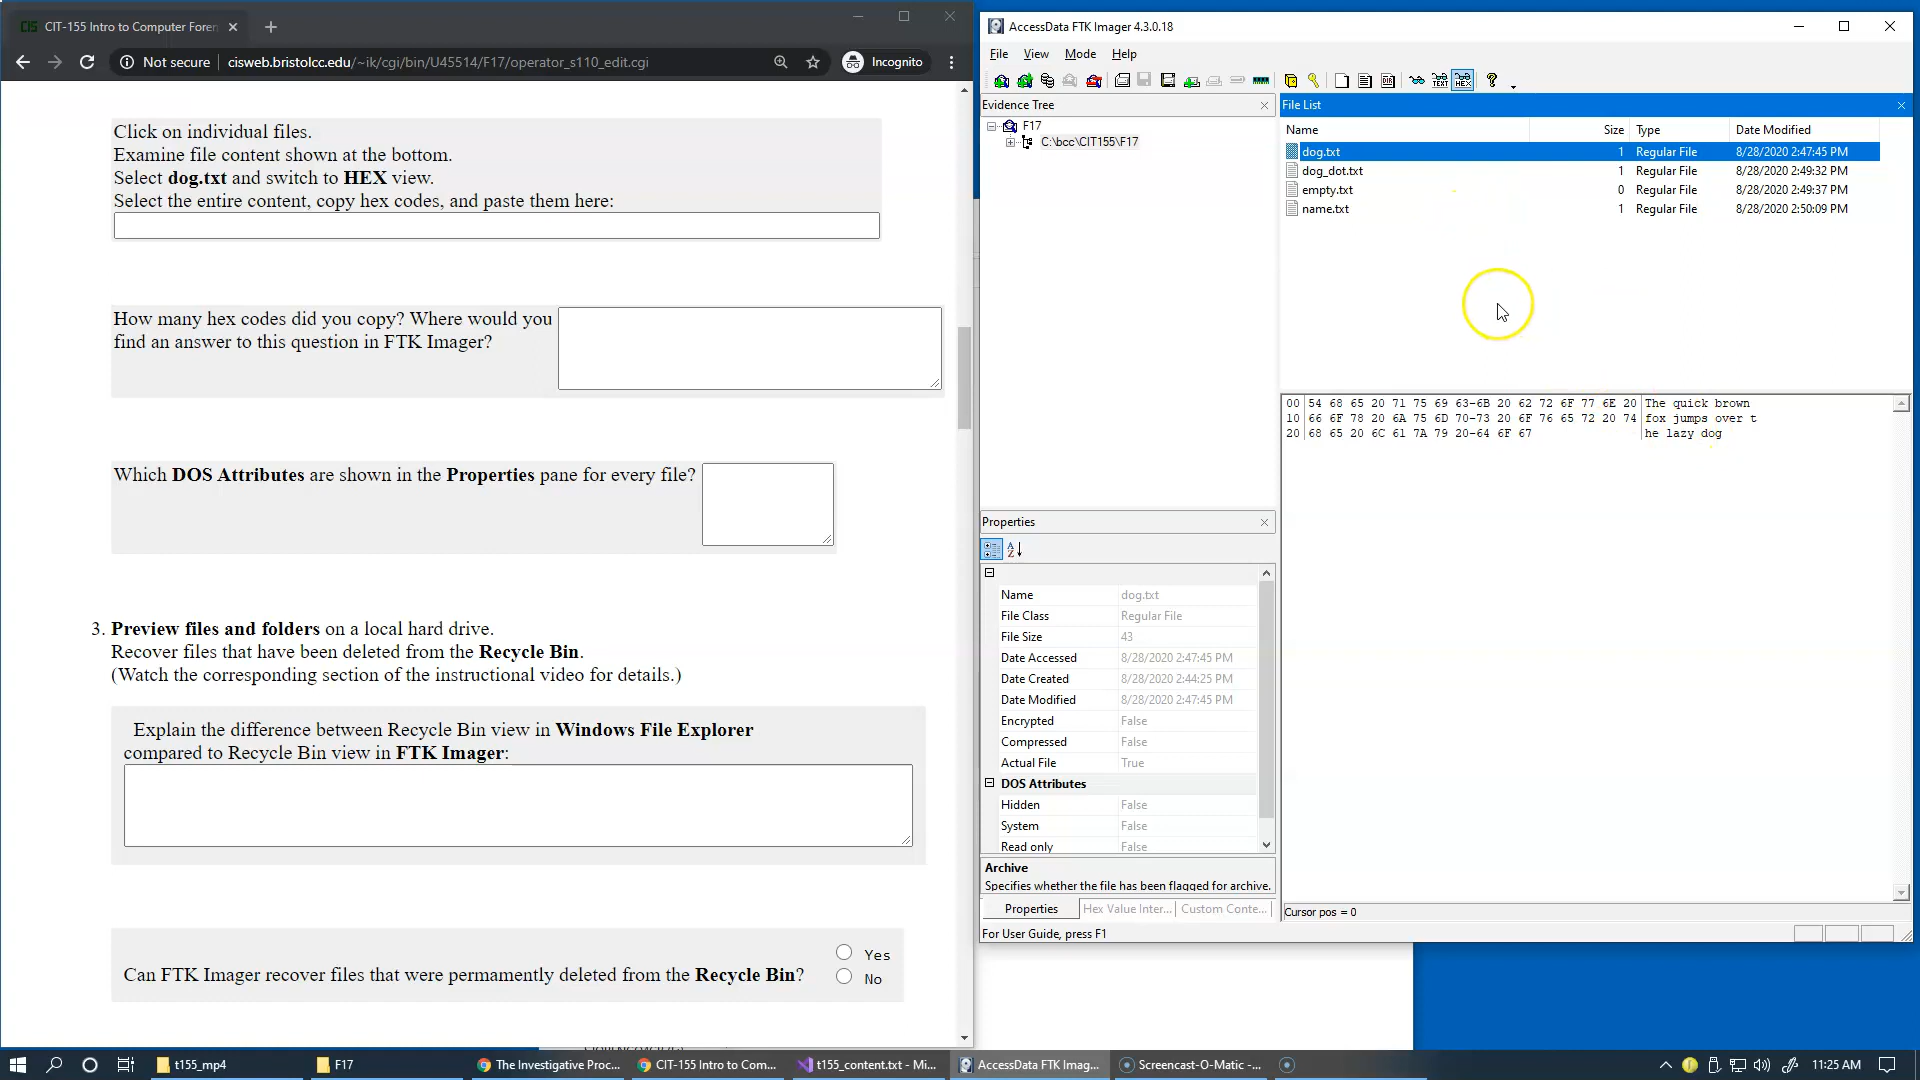 CIS CIT-155 Intro to Computer Foren
Not secure cisweb.bristolcc.edu/~ik/cgi/bin/U45514/F17/operator_s110_edit.cgi Incognito
Click on individual files.
Examine file content shown at the bottom.
Select dog.txt and switch to HEX view.
Select the entire content, copy hex codes, and paste them here:
How many hex codes did you copy? Where would you
find an answer to this question in FTK Imager?
Which DOS Attributes are shown in the Properties pane for every file?
3. Preview files and folders on a local hard drive.
Recover files that have been deleted from the Recycle Bin.
(Watch the corresponding section of the instructional video for details.)
Explain the difference between Recycle Bin view in Windows File Explorer
compared to Recycle Bin view in FTK Imager:
Can FTK Imager recover files that were permamently deleted from the Recycle Bin?
Yes
No
AccessData FTK Imager 4.3.0.18
File View Mode Help
TEXT HEX
Evidence Tree
F17
C:\bcc\CIT155\F17
File List
Name Size Type Date Modified
dog.txt 1 Regular File 8/28/2020 2:47:45 PM
dog_dot.txt 1 Regular File 8/28/2020 2:49:32 PM
empty.txt 0 Regular File 8/28/2020 2:49:37 PM
name.txt 1 Regular File 8/28/2020 2:50:09 PM
00 54 68 65 20 71 75 69 63-6B 20 62 72 6F 77 6E 20 The quick brown
10 66 6F 78 20 6A 75 6D 70-73 20 6F 76 65 72 20 74 fox jumps over t
20 68 65 20 6C 61 7A 79 20-64 6F 67 he lazy dog
Properties
Name dog.txt
File Class Regular File
File Size 43
Date Accessed 8/28/2020 2:47:45 PM
Date Created 8/28/2020 2:44:25 PM
Date Modified 8/28/2020 2:47:45 PM
Encrypted False
Compressed False
Actual File True
DOS Attributes
Hidden False
System False
Read only False
Archive
Specifies whether the file has been flagged for archive.
Properties Hex Value Inter... Custom Conte...
Cursor pos = 0
For User Guide, press F1
t155_mp4 F17 The Investigative Proc... CIT-155 Intro to Com... t155_content.txt - Mi... AccessData FTK Imag... Screencast-O-Matic -... 11:25 AM